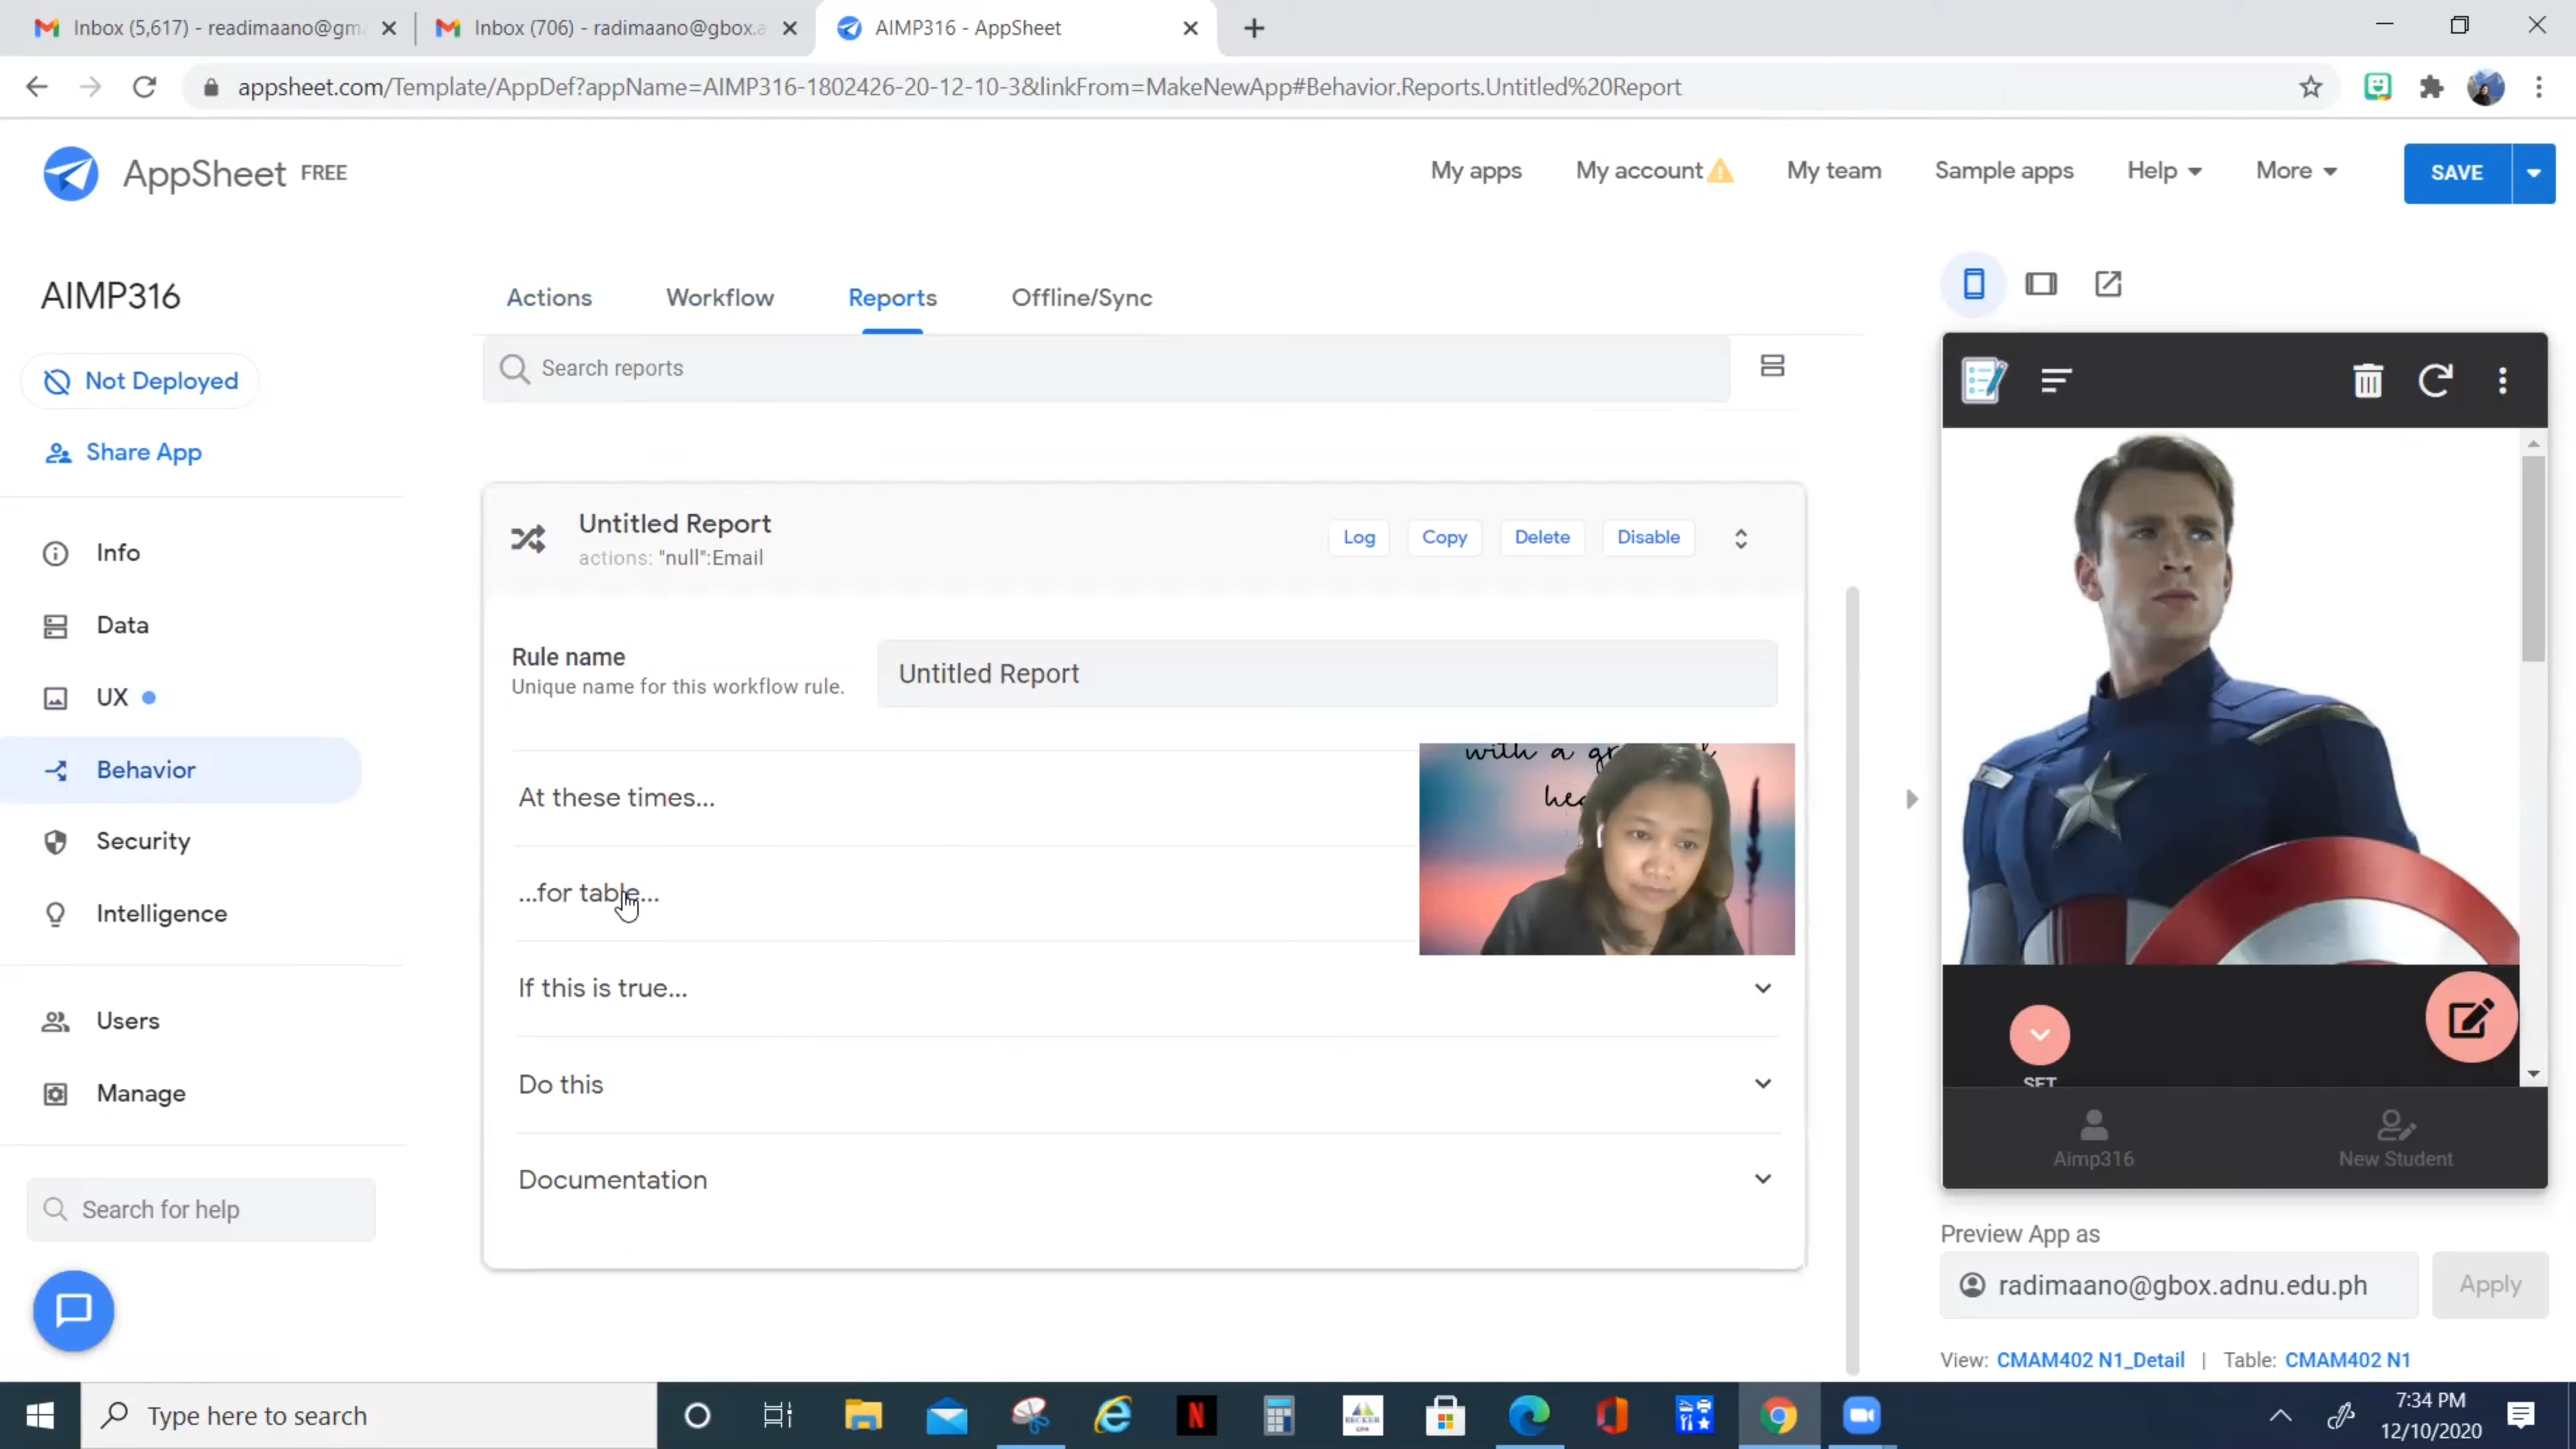 Inbox (5,617) - readimaano@gma
Inbox (706) - radimaano@gbox.a
AIMP316 - AppSheet
appsheet.com/Template/AppDef?appName=AIMP316-1802426-20-12-10-3&linkFrom=MakeNewApp#Behavior.Reports.Untitled%20Report
AppSheet FREE
My apps
My account
My team
Sample apps
Help
More
SAVE
AIMP316
Not Deployed
Share App
Info
Data
UX
Behavior
Security
Intelligence
Users
Manage
Search for help
Actions
Workflow
Reports
Offline/Sync
Search reports
Untitled Report
actions: "null":Email
Log
Copy
Delete
Disable
Rule name
Unique name for this workflow rule.
Untitled Report
At these times...
...for table...
If this is true...
Do this
Documentation
with a gr
hea
SET
Aimp316
New Student
Preview App as
radimaano@gbox.adnu.edu.ph
Apply
View: CMAM402 N1_Detail | Table: CMAM402 N1
Type here to search
N
BECKER
CPA
7:34 PM
12/10/2020